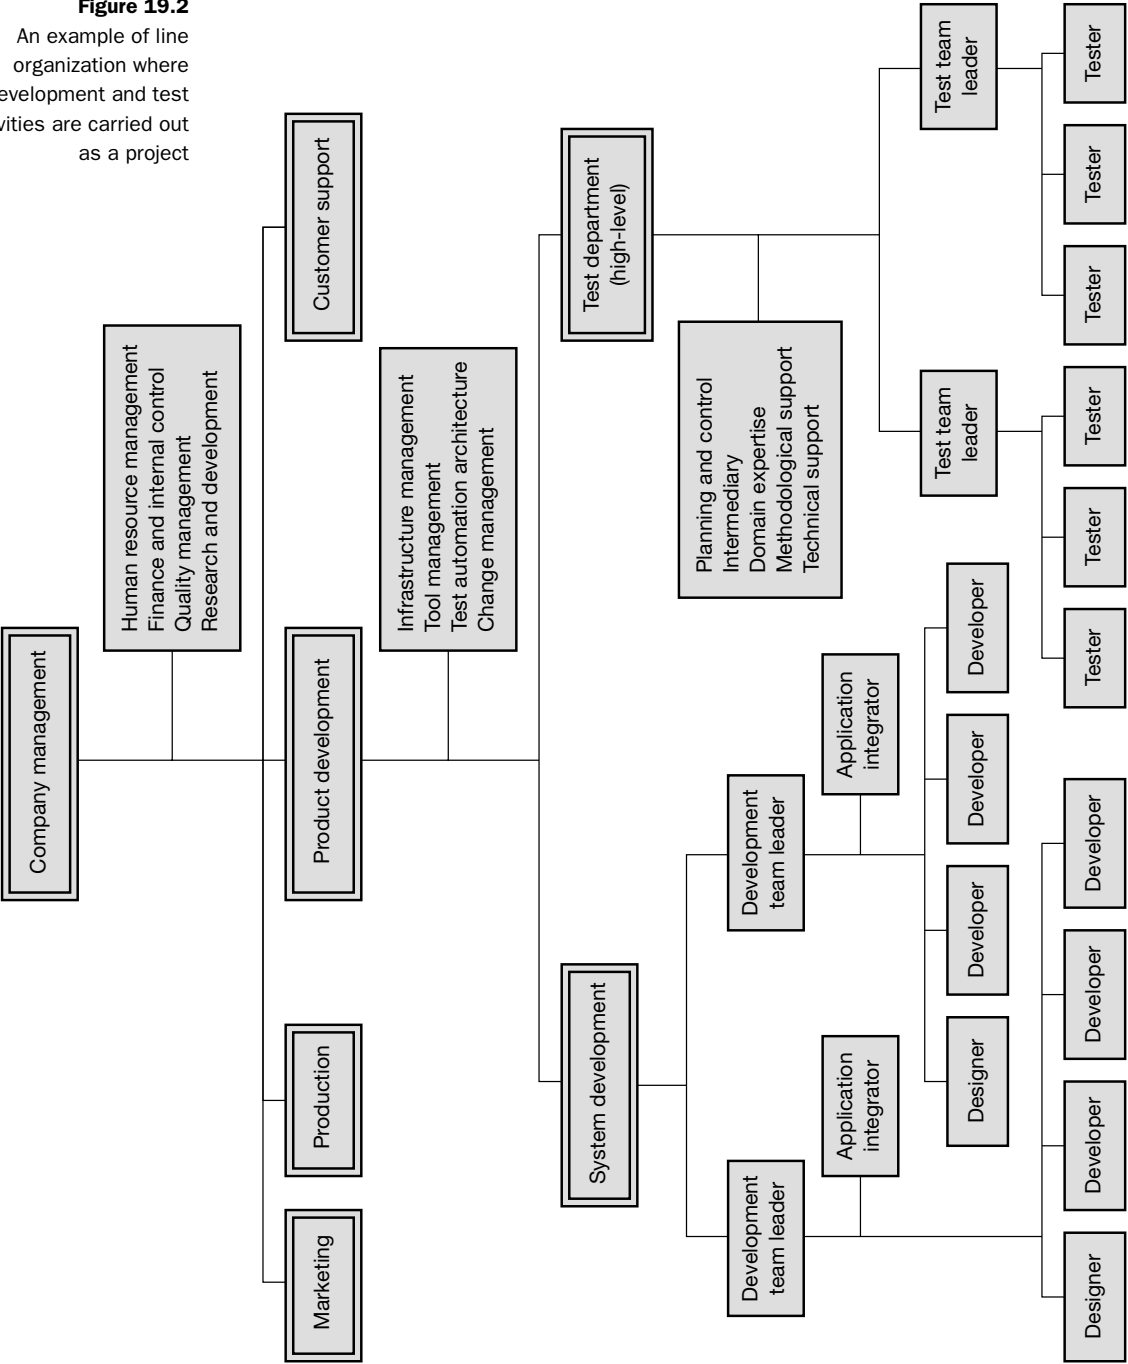 Figure 19.2
An example of line
organization where
evelopment and test
vities are carried out
as a project
Company management
Human resource management
Finance and internal control
Quality management
Research and development
Marketing
Production
Product development
Customer support
Infrastructure management
Tool management
Test automation architecture
Change management
System development
Test department
(high-level)
Planning and control
Intermediary
Domain expertise
Methodological support
Technical support
Development
team leader
Development
team leader
Application
integrator
Application
integrator
Test team
leader
Test team
leader
Designer
Developer
Developer
Developer
Designer
Developer
Developer
Developer
Tester
Tester
Tester
Tester
Tester
Tester